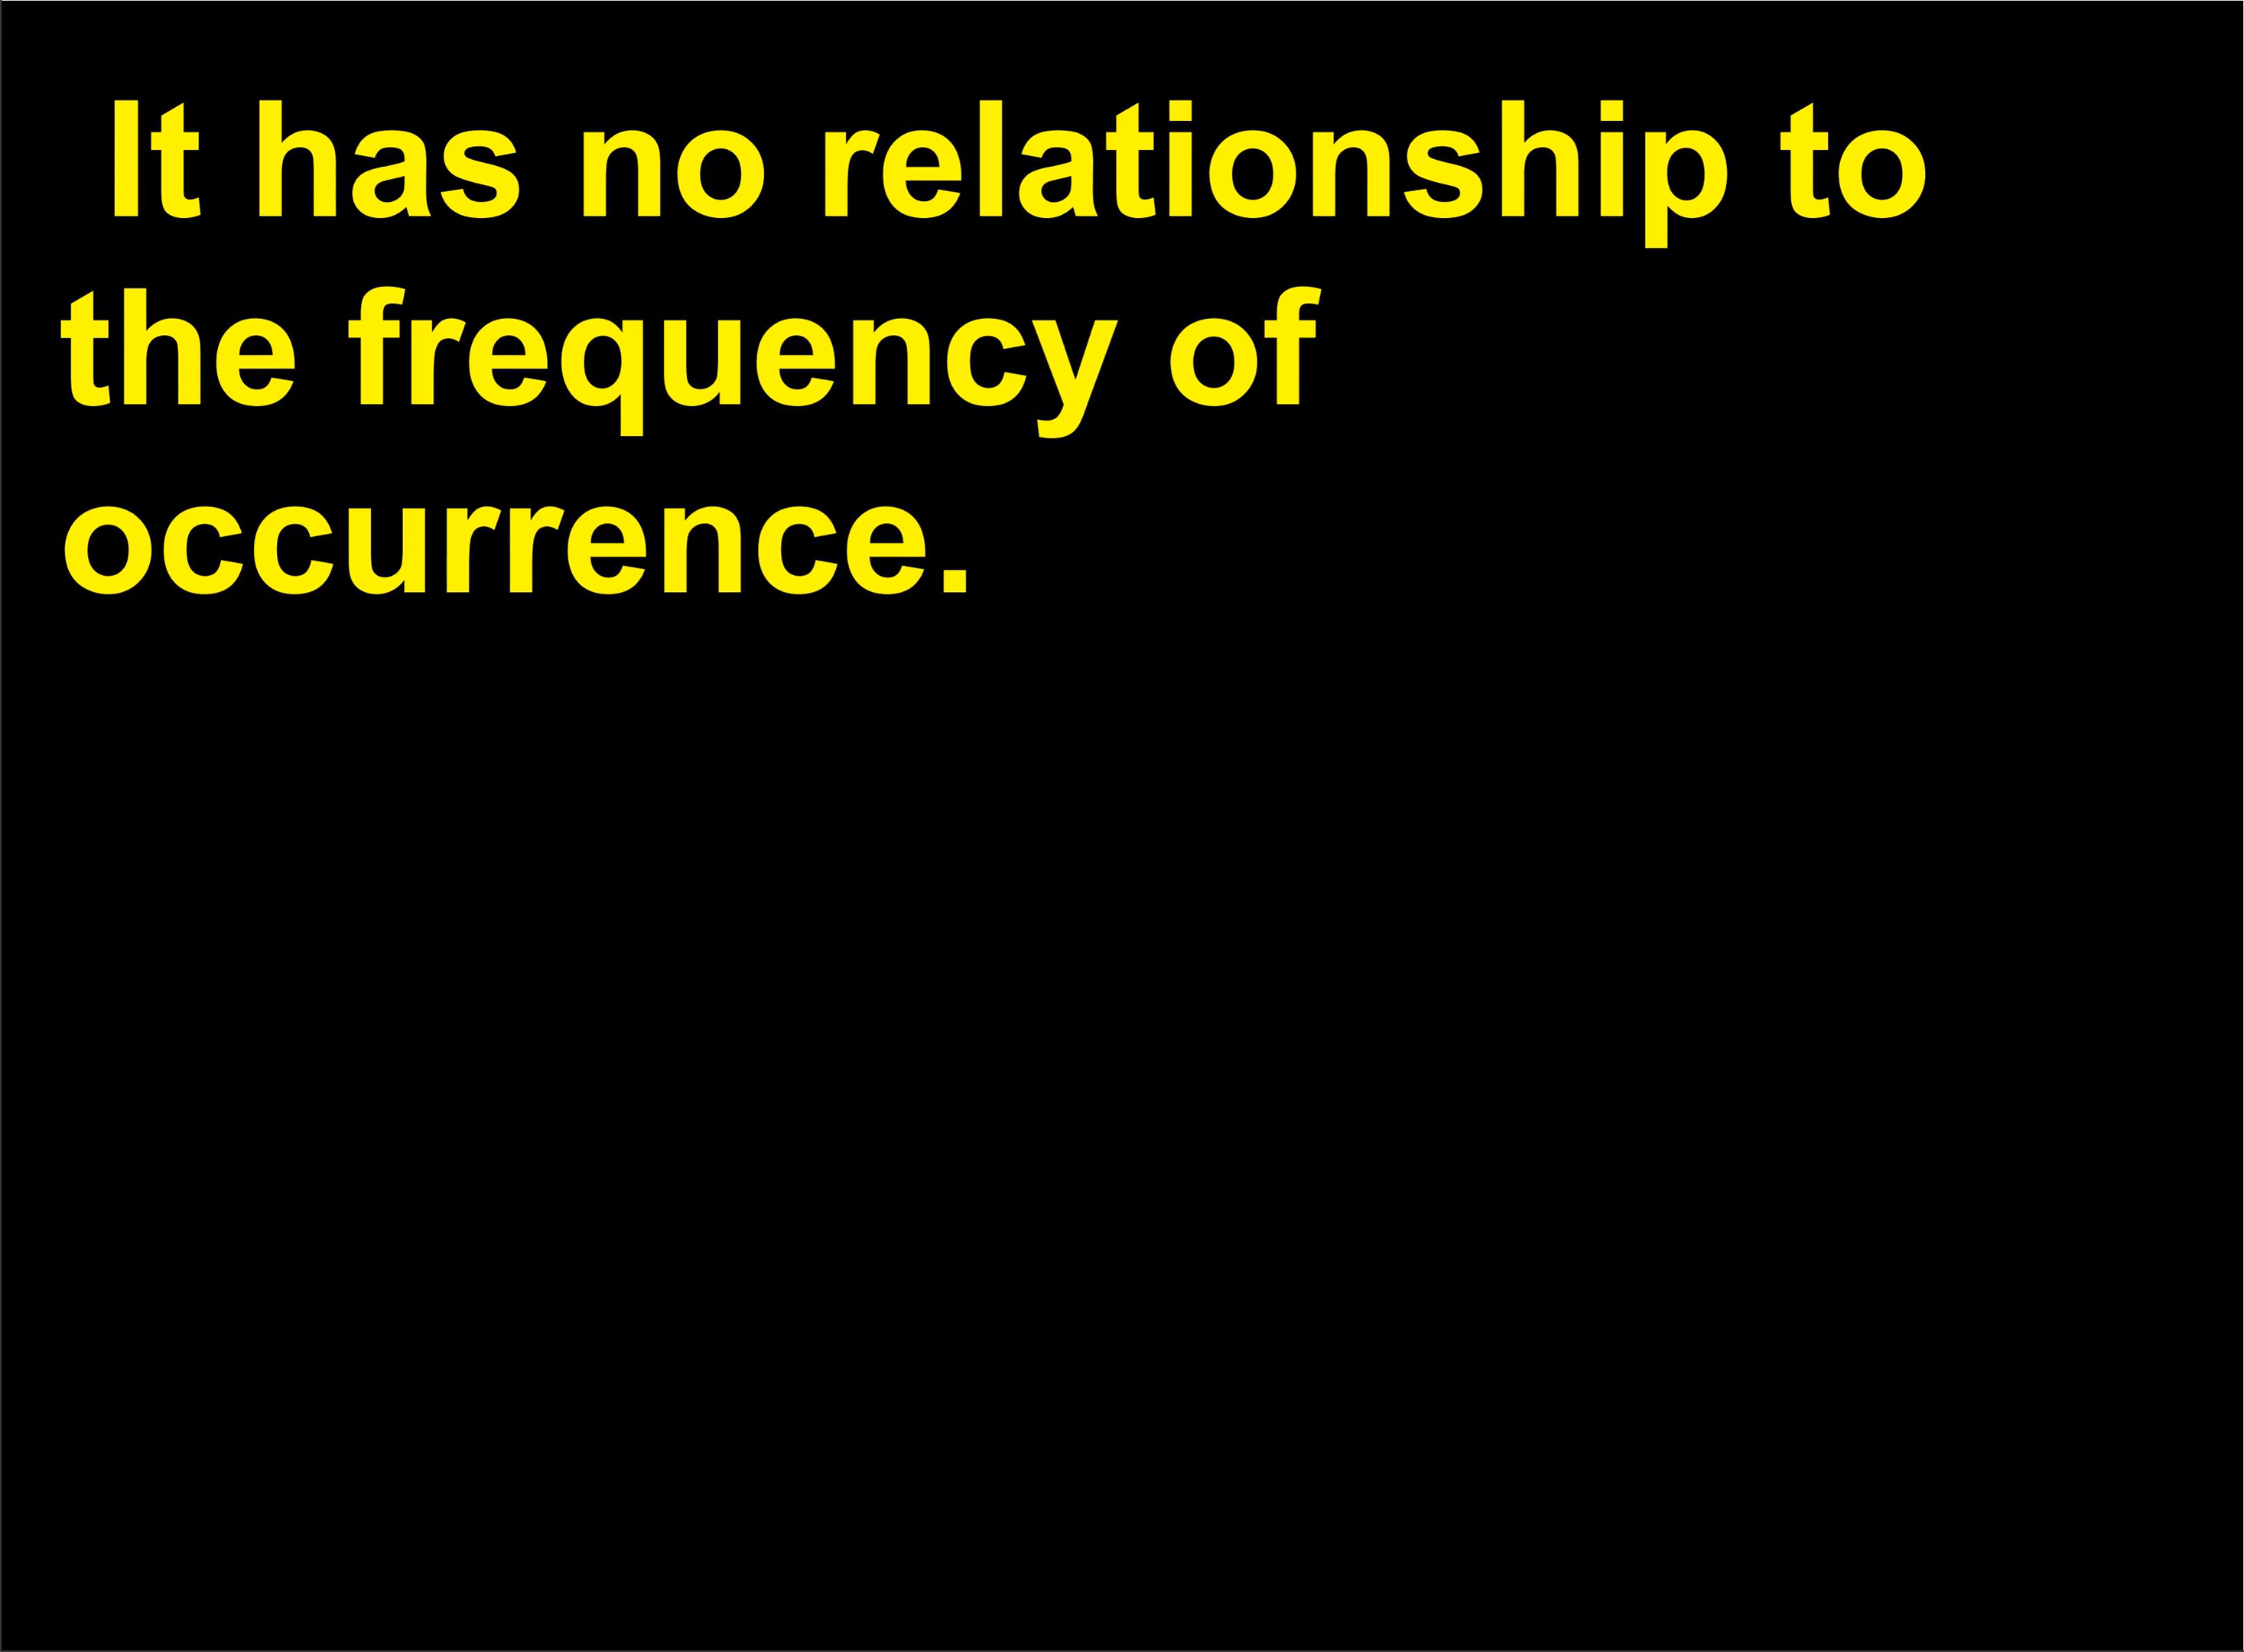 It has no relationship to
the frequency of
occurrence.